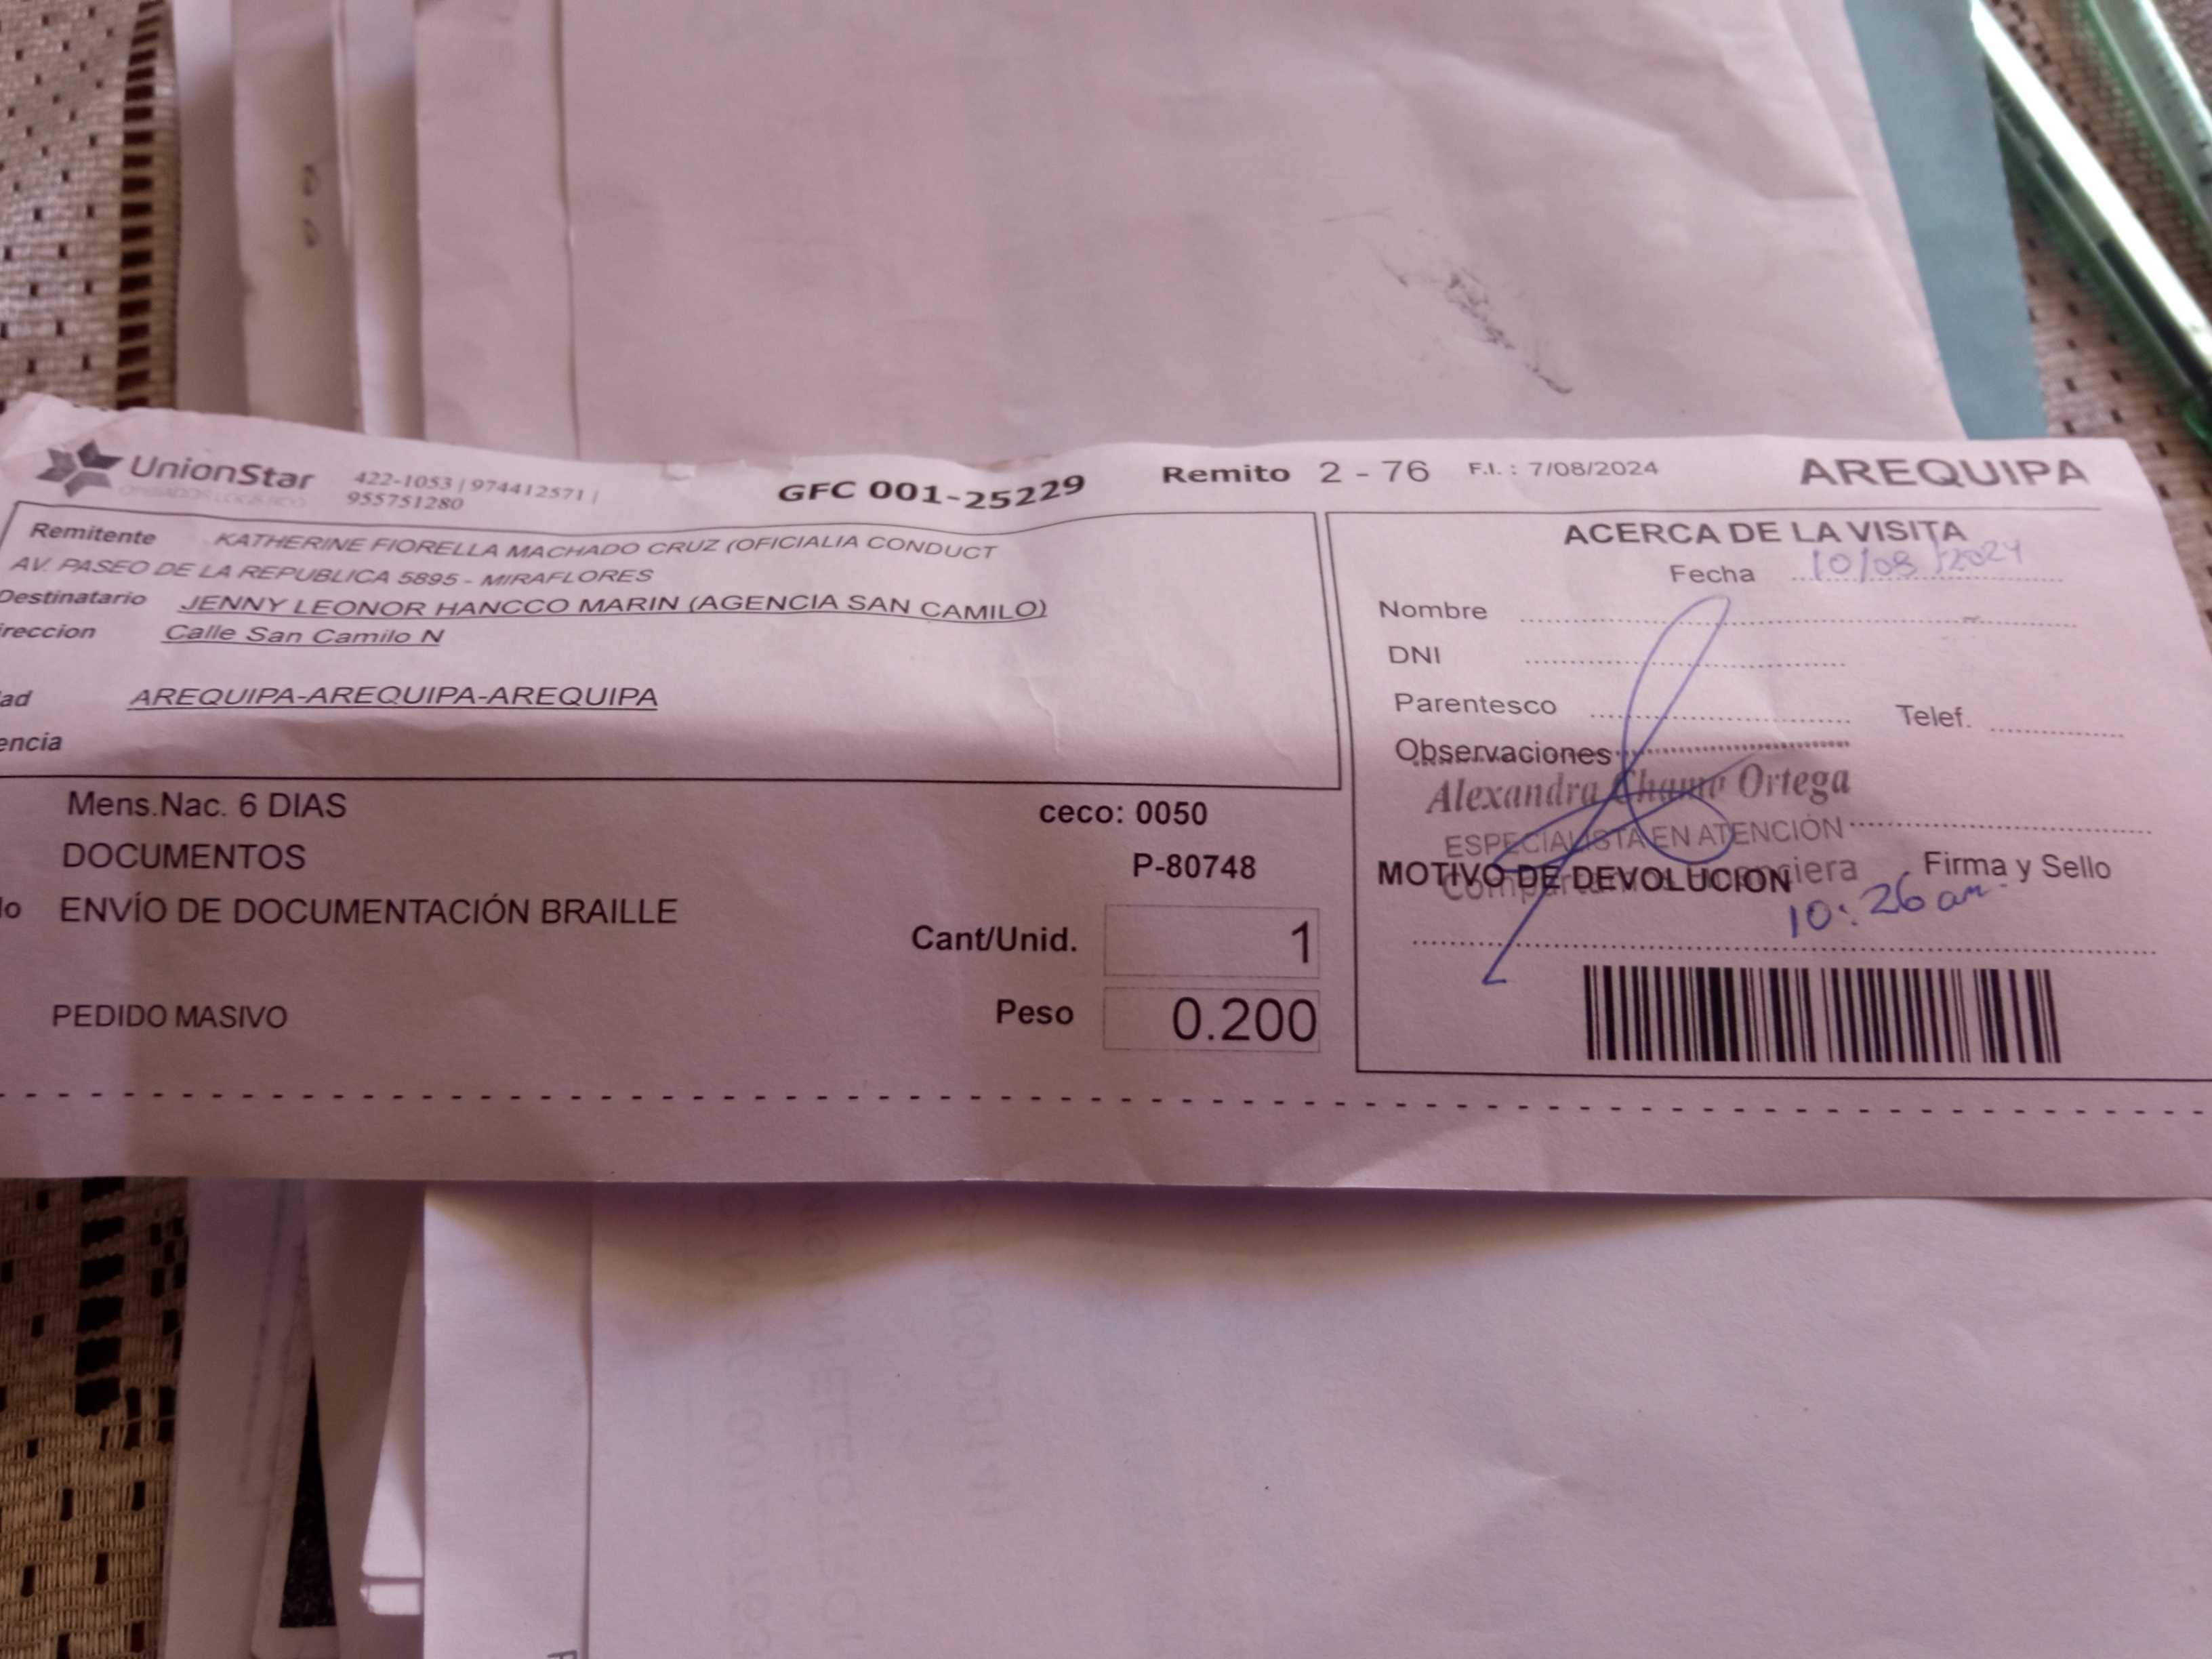 UnionStar
OPERADOR LOGISTICO
422-1053 | 974412571 |
955751280
GFC 001-25229
Remito 2 - 76
F.I. : 7/08/2024
AREQUIPA
Remitente KATHERINE FIORELLA MACHADO CRUZ (OFICIALIA CONDUCT
AV. PASEO DE LA REPUBLICA 5895 - MIRAFLORES
Destinatario JENNY LEONOR HANCCO MARIN (AGENCIA SAN CAMILO)
reccion Calle San Camilo N
ad AREQUIPA-AREQUIPA-AREQUIPA
encia
Mens.Nac. 6 DIAS
ceco: 0050
DOCUMENTOS
P-80748
lo ENVÍO DE DOCUMENTACIÓN BRAILLE
Cant/Unid. 1
PEDIDO MASIVO
Peso 0.200
ACERCA DE LA VISITA
Fecha 10/08/2024
Nombre
DNI
Parentesco
Telef.
Observaciones
Alexandra Ortega
ESPECIALISTA EN ATENCIÓN
MOTIVO DE DEVOLUCION
Firma y Sello
10:26 am